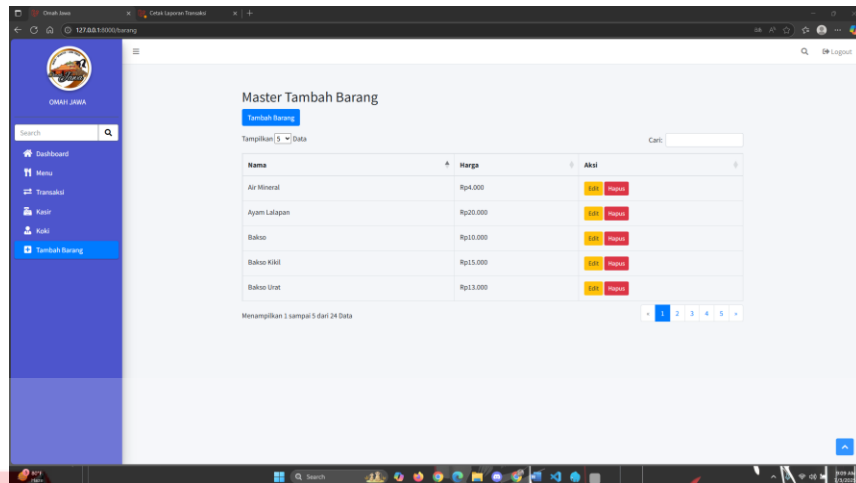 Omah Jawa
Cetak Laporan Transaksi
127.0.0.1:8000/barang
Logout
OMAH JAWA
Search
Dashboard
Menu
Transaksi
Kasir
Koki
Tambah Barang
Master Tambah Barang
Tambah Barang
Tampilkan 5 Data
Cari:
Nama Harga Aksi
Air Mineral Rp4.000 Edit Hapus
Ayam Lalapan Rp20.000 Edit Hapus
Bakso Rp10.000 Edit Hapus
Bakso Kikil Rp15.000 Edit Hapus
Bakso Urat Rp13.000 Edit Hapus
Menampilkan 1 sampai 5 dari 24 Data
« 1 2 3 4 5 »
Search